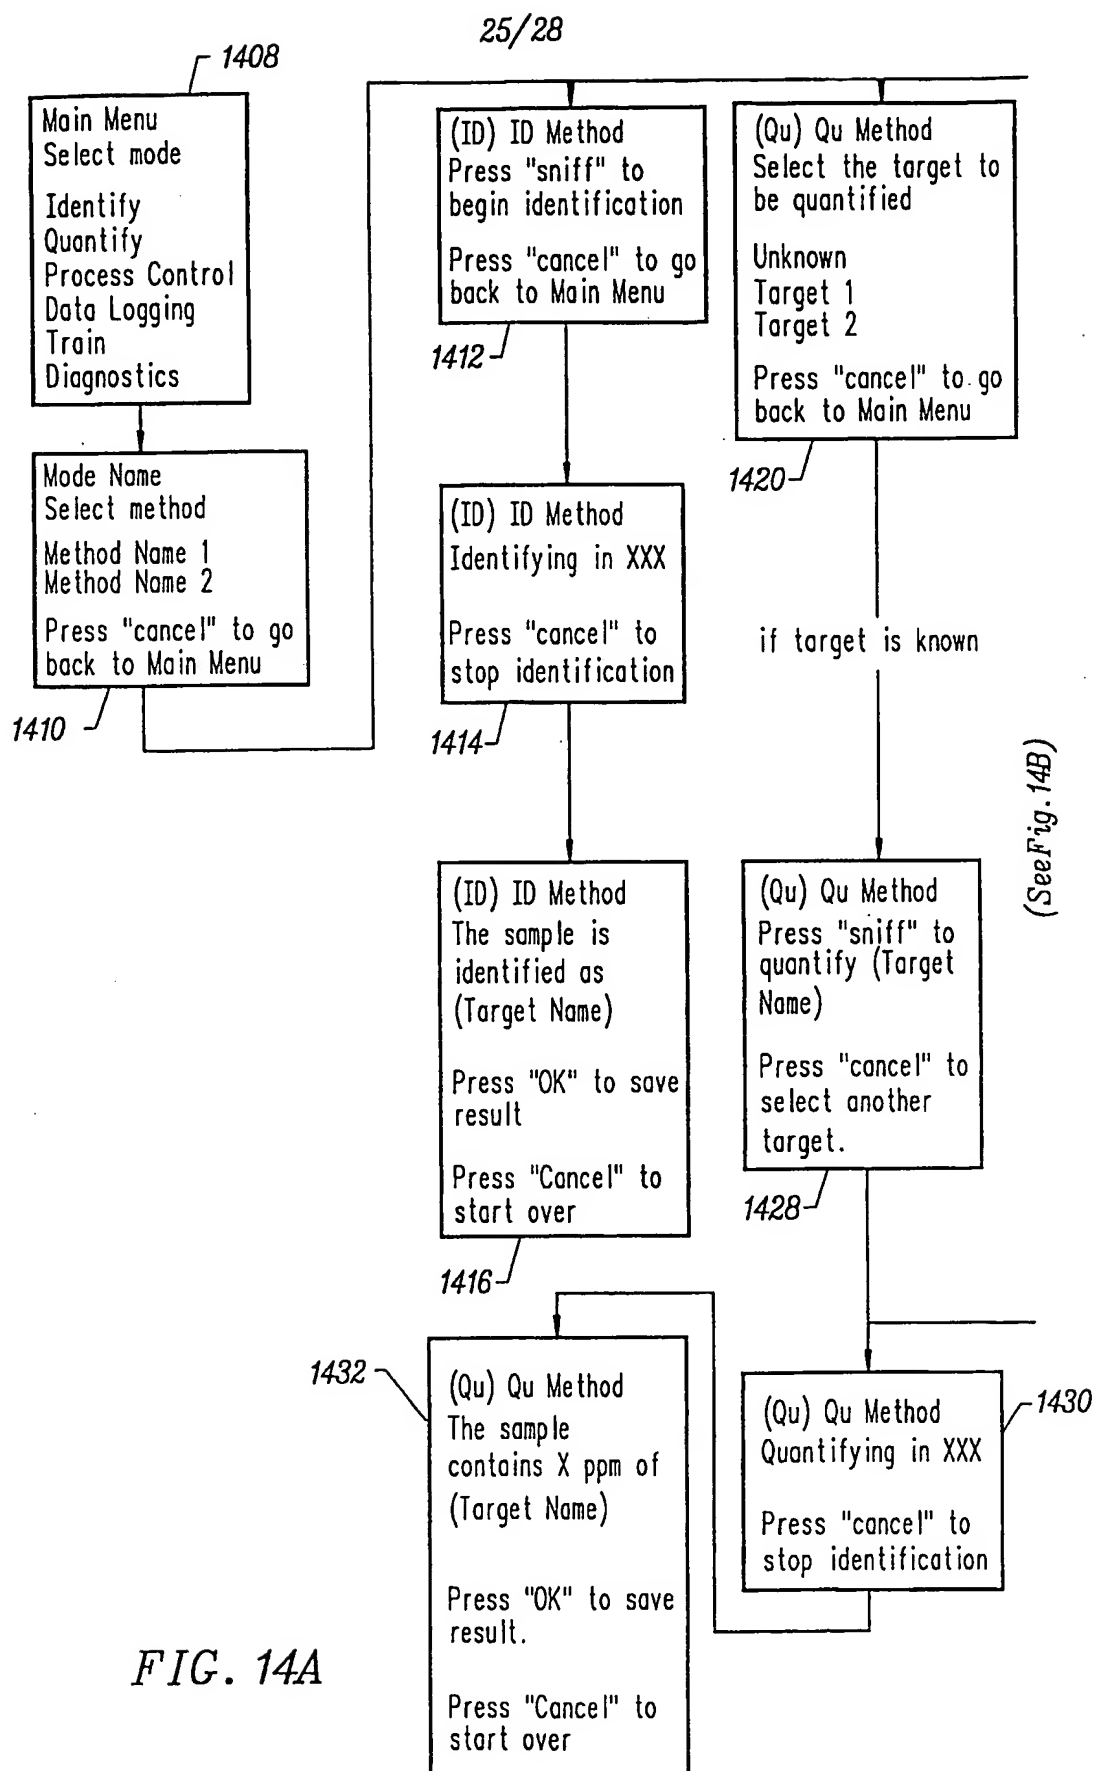 25/28
1408
Main Menu
Select mode
Identify
Quantify
Process Control
Data Logging
Train
Diagnostics
Mode Name
Select method
Method Name 1
Method Name 2
Press "cancel" to go
back to Main Menu
1410
(ID) ID Method
Press "sniff" to
begin identification
Press "cancel" to go
back to Main Menu
1412
(ID) ID Method
Identifying in XXX
Press "cancel" to
stop identification
1414
(ID) ID Method
The sample is
identified as
(Target Name)
Press "OK" to save
result
Press "Cancel" to
start over
1416
(Qu) Qu Method
Select the target to
be quantified
Unknown
Target 1
Target 2
Press "cancel" to go
back to Main Menu
1420
if target is known
(Qu) Qu Method
Press "sniff" to
quantify (Target
Name)
Press "cancel" to
select another
target.
1428
(Qu) Qu Method
Quantifying in XXX
Press "cancel" to
stop identification
1430
1432
(Qu) Qu Method
The sample
contains X ppm of
(Target Name)
Press "OK" to save
result.
Press "Cancel" to
start over
(SeeFig. 14B)
FIG. 14A